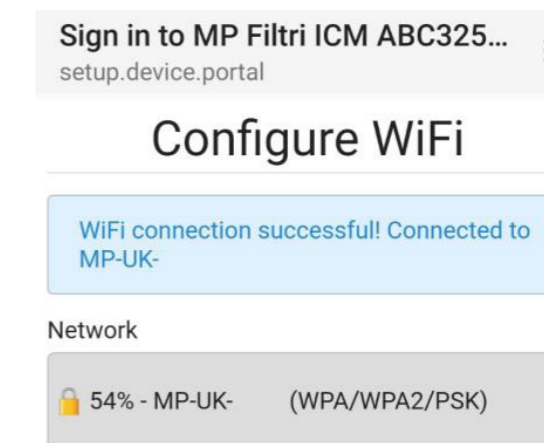 Sign in to MP Filtri ICM ABC325...
setup.device.portal
Configure WiFi
WiFi connection successful! Connected to
MP-UK-
Network
54% - MP-UK- (WPA/WPA2/PSK)